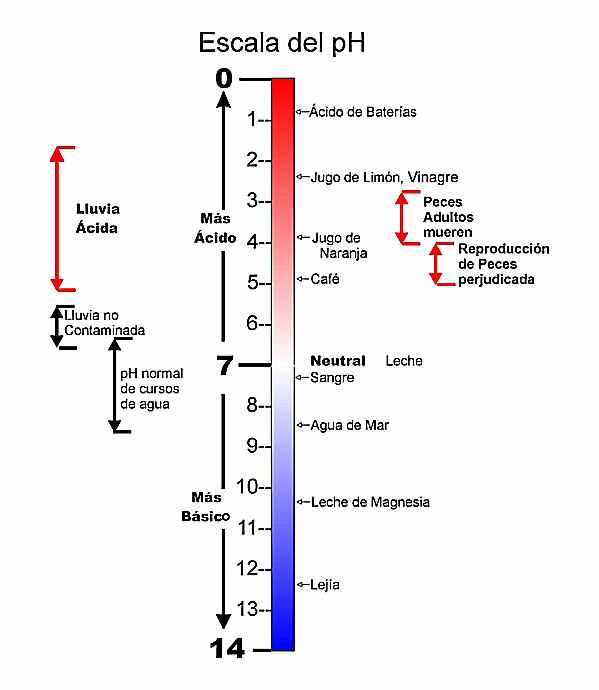 Escala del pH
0
1--
Ácido de Baterías
2--
Jugo de Limón, Vinagre
3--
Lluvia
Ácida
Más
Ácido
Peces
Adultos
mueren
4--
Jugo de
Naranja
Reproducción
de Peces
perjudicada
5--
Café
Lluvia no
Contaminada
6--
7
Neutral Leche
Sangre
pH normal
de cursos
de agua
8--
Agua de Mar
9--
10--
Más
Básico
Leche de Magnesia
11--
12--
Lejía
13--
14